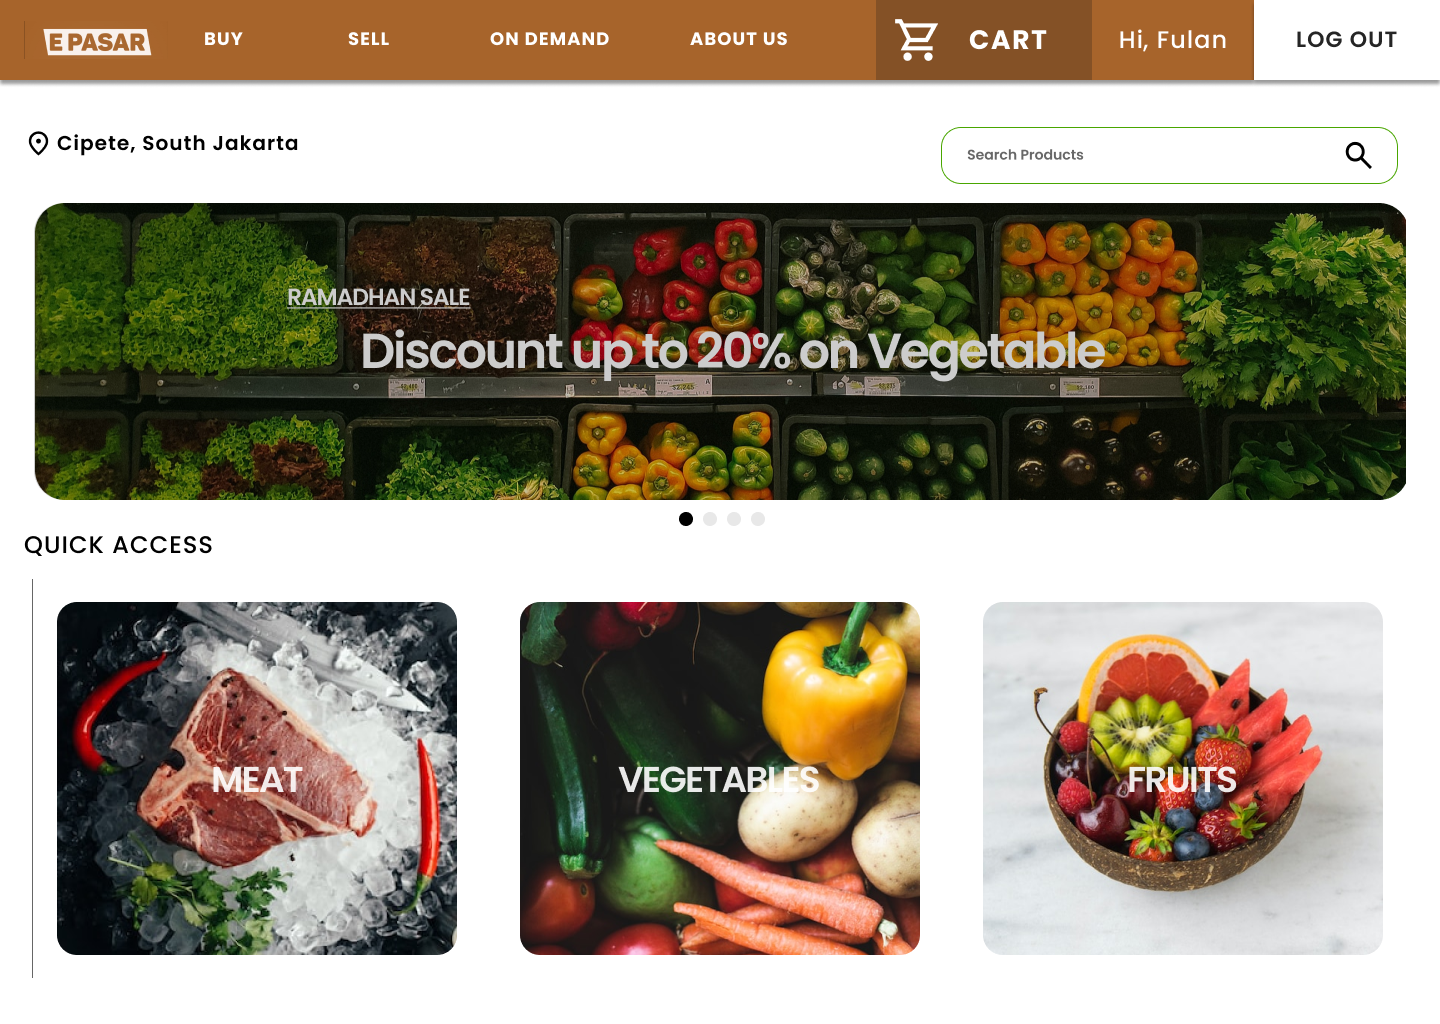 E PASAR
BUY
SELL
ON DEMAND
ABOUT US
CART
Hi, Fulan
LOG OUT
Cipete, South Jakarta
Search Products
RAMADHAN SALE
Discount up to 20% on Vegetable
QUICK ACCESS
MEAT
VEGETABLES
FRUITS